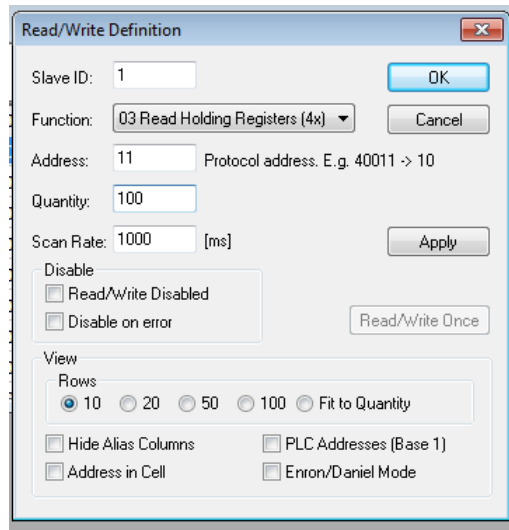 Read/Write Definition
Slave ID: 1 OK
Function: 03 Read Holding Registers (4x) Cancel
Address: 11 Protocol address. E.g. 40011 -> 10
Quantity: 100
Scan Rate: 1000 [ms] Apply
Disable
Read/Write Disabled
Disable on error Read/Write Once
View
Rows
10 20 50 100 Fit to Quantity
Hide Alias Columns PLC Addresses (Base 1)
Address in Cell Enron/Daniel Mode